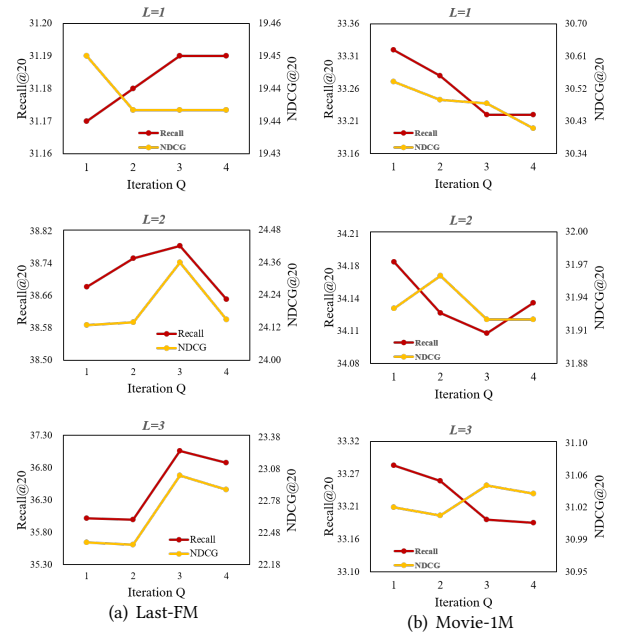 L=1
31.20
31.19
31.18
31.17
31.16
Recall@20
19.46
19.45
19.44
19.44
19.43
NDCG@20
Recall
NDCG
1 2 3 4
Iteration Q
L=1
33.36
33.31
33.26
33.21
33.16
Recall@20
30.70
30.61
30.52
30.43
30.34
NDCG@20
Recall
NDCG
1 2 3 4
Iteration Q
L=2
38.82
38.74
38.66
38.58
38.50
Recall@20
24.48
24.36
24.24
24.12
24.00
NDCG@20
Recall
NDCG
1 2 3 4
Iteration Q
L=2
34.21
34.18
34.14
34.11
34.08
Recall@20
32.00
31.97
31.94
31.91
31.88
NDCG@20
Recall
NDCG
1 2 3 4
Iteration Q
L=3
37.30
36.80
36.30
35.80
35.30
Recall@20
23.38
23.08
22.78
22.48
22.18
NDCG@20
Recall
NDCG
1 2 3 4
Iteration Q
(a) Last-FM
L=3
33.32
33.27
33.21
33.16
33.10
Recall@20
31.10
31.06
31.02
30.99
30.95
NDCG@20
Recall
NDCG
1 2 3 4
Iteration Q
(b) Movie-1M